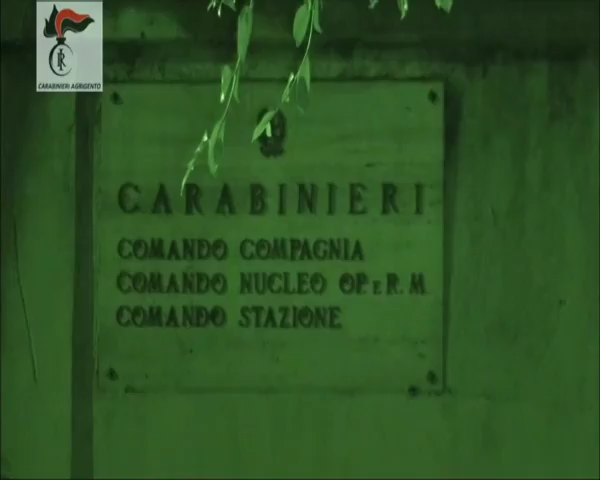 CARABINIERI AGRIGENTO
CARABINIERI
COMANDO COMPAGNIA
COMANDO NUCLEO OP. E R. M
COMANDO STAZIONE